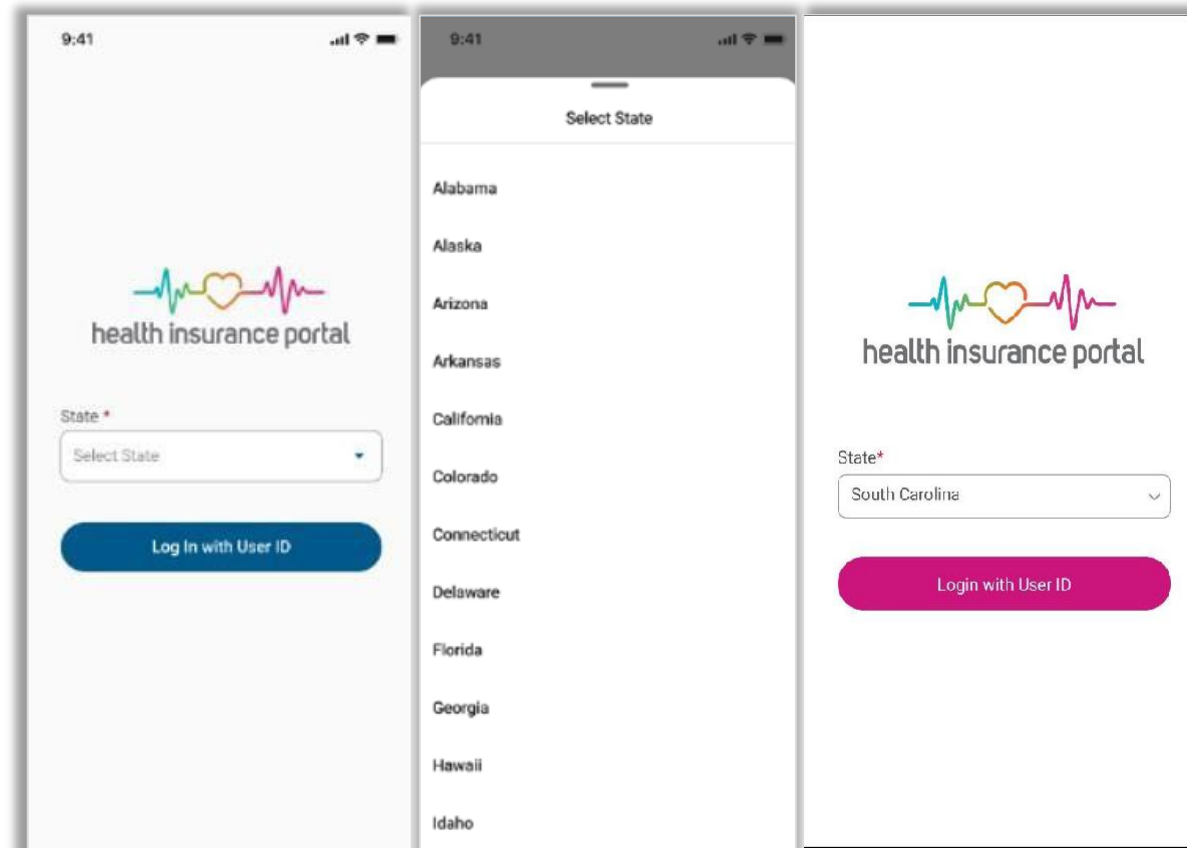 9:41
health insurance portal
State *
Select State
Log In with User ID
9:41
Select State
Alabama
Alaska
Arizona
Arkansas
California
Colorado
Connecticut
Delaware
Florida
Georgia
Hawaii
Idaho
health insurance portal
State*
South Carolina
Login with User ID